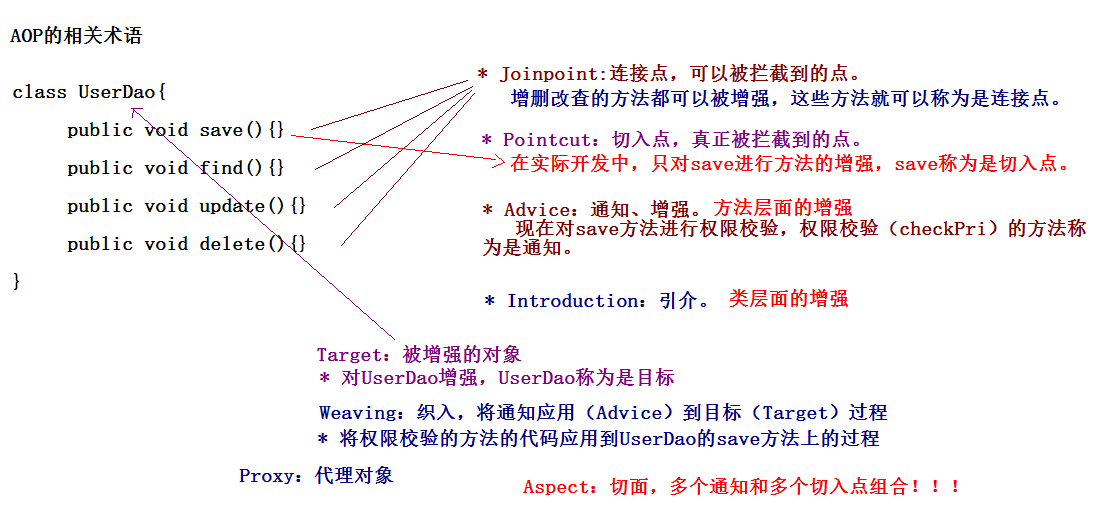 AOP的相关术语
class UserDao{
public void save(){}
public void find(){}
public void update(){}
public void delete(){}
}
* Joinpoint:连接点，可以被拦截到的点。
增删改查的方法都可以被增强，这些方法就可以称为是连接点。
* Pointcut：切入点，真正被拦截到的点。
在实际开发中，只对save进行方法的增强，save称为是切入点。
* Advice：通知、增强。 方法层面的增强
现在对save方法进行权限校验，权限校验（checkPri）的方法称
为是通知。
* Introduction：引介。 类层面的增强
Target：被增强的对象
* 对UserDao增强，UserDao称为是目标
Weaving：织入，将通知应用（Advice）到目标（Target）过程
* 将权限校验的方法的代码应用到UserDao的save方法上的过程
Proxy：代理对象
Aspect：切面，多个通知和多个切入点组合！！！